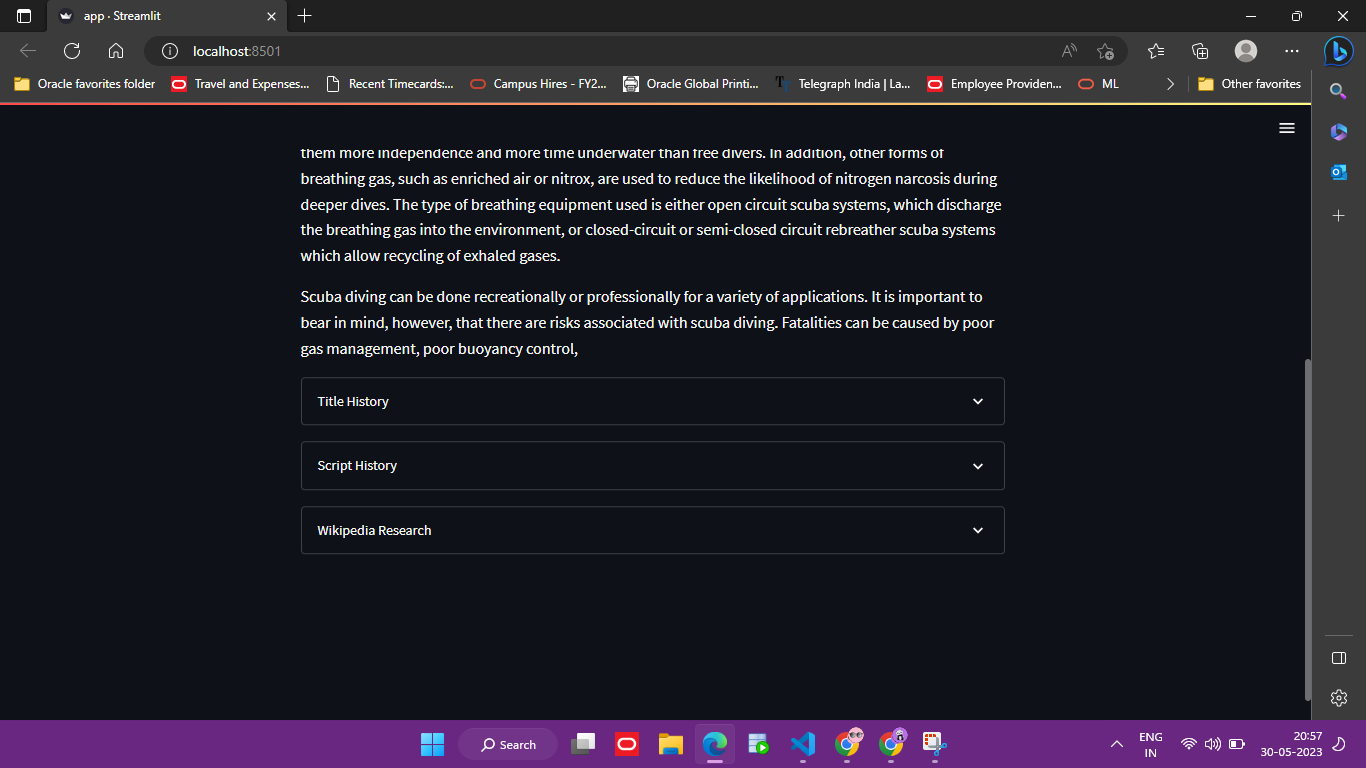 app · Streamlit
localhost:8501
Oracle favorites folder
Travel and Expenses...
Recent Timecards:...
Campus Hires - FY2...
Oracle Global Printi...
Telegraph India | La...
Employee Providen...
ML
Other favorites
them more independence and more time underwater than free divers. In addition, other forms of
breathing gas, such as enriched air or nitrox, are used to reduce the likelihood of nitrogen narcosis during
deeper dives. The type of breathing equipment used is either open circuit scuba systems, which discharge
the breathing gas into the environment, or closed-circuit or semi-closed circuit rebreather scuba systems
which allow recycling of exhaled gases.
Scuba diving can be done recreationally or professionally for a variety of applications. It is important to
bear in mind, however, that there are risks associated with scuba diving. Fatalities can be caused by poor
gas management, poor buoyancy control,
Title History
Script History
Wikipedia Research
Search
ENG
IN
20:57
30-05-2023